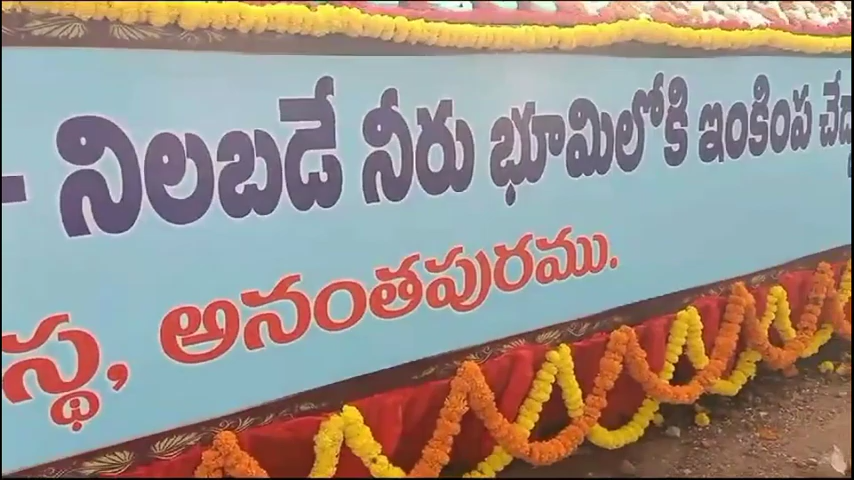 - నిలబడే నీరు భూమిలోకి ఇంకింప
స్థ, అనంతపురము.